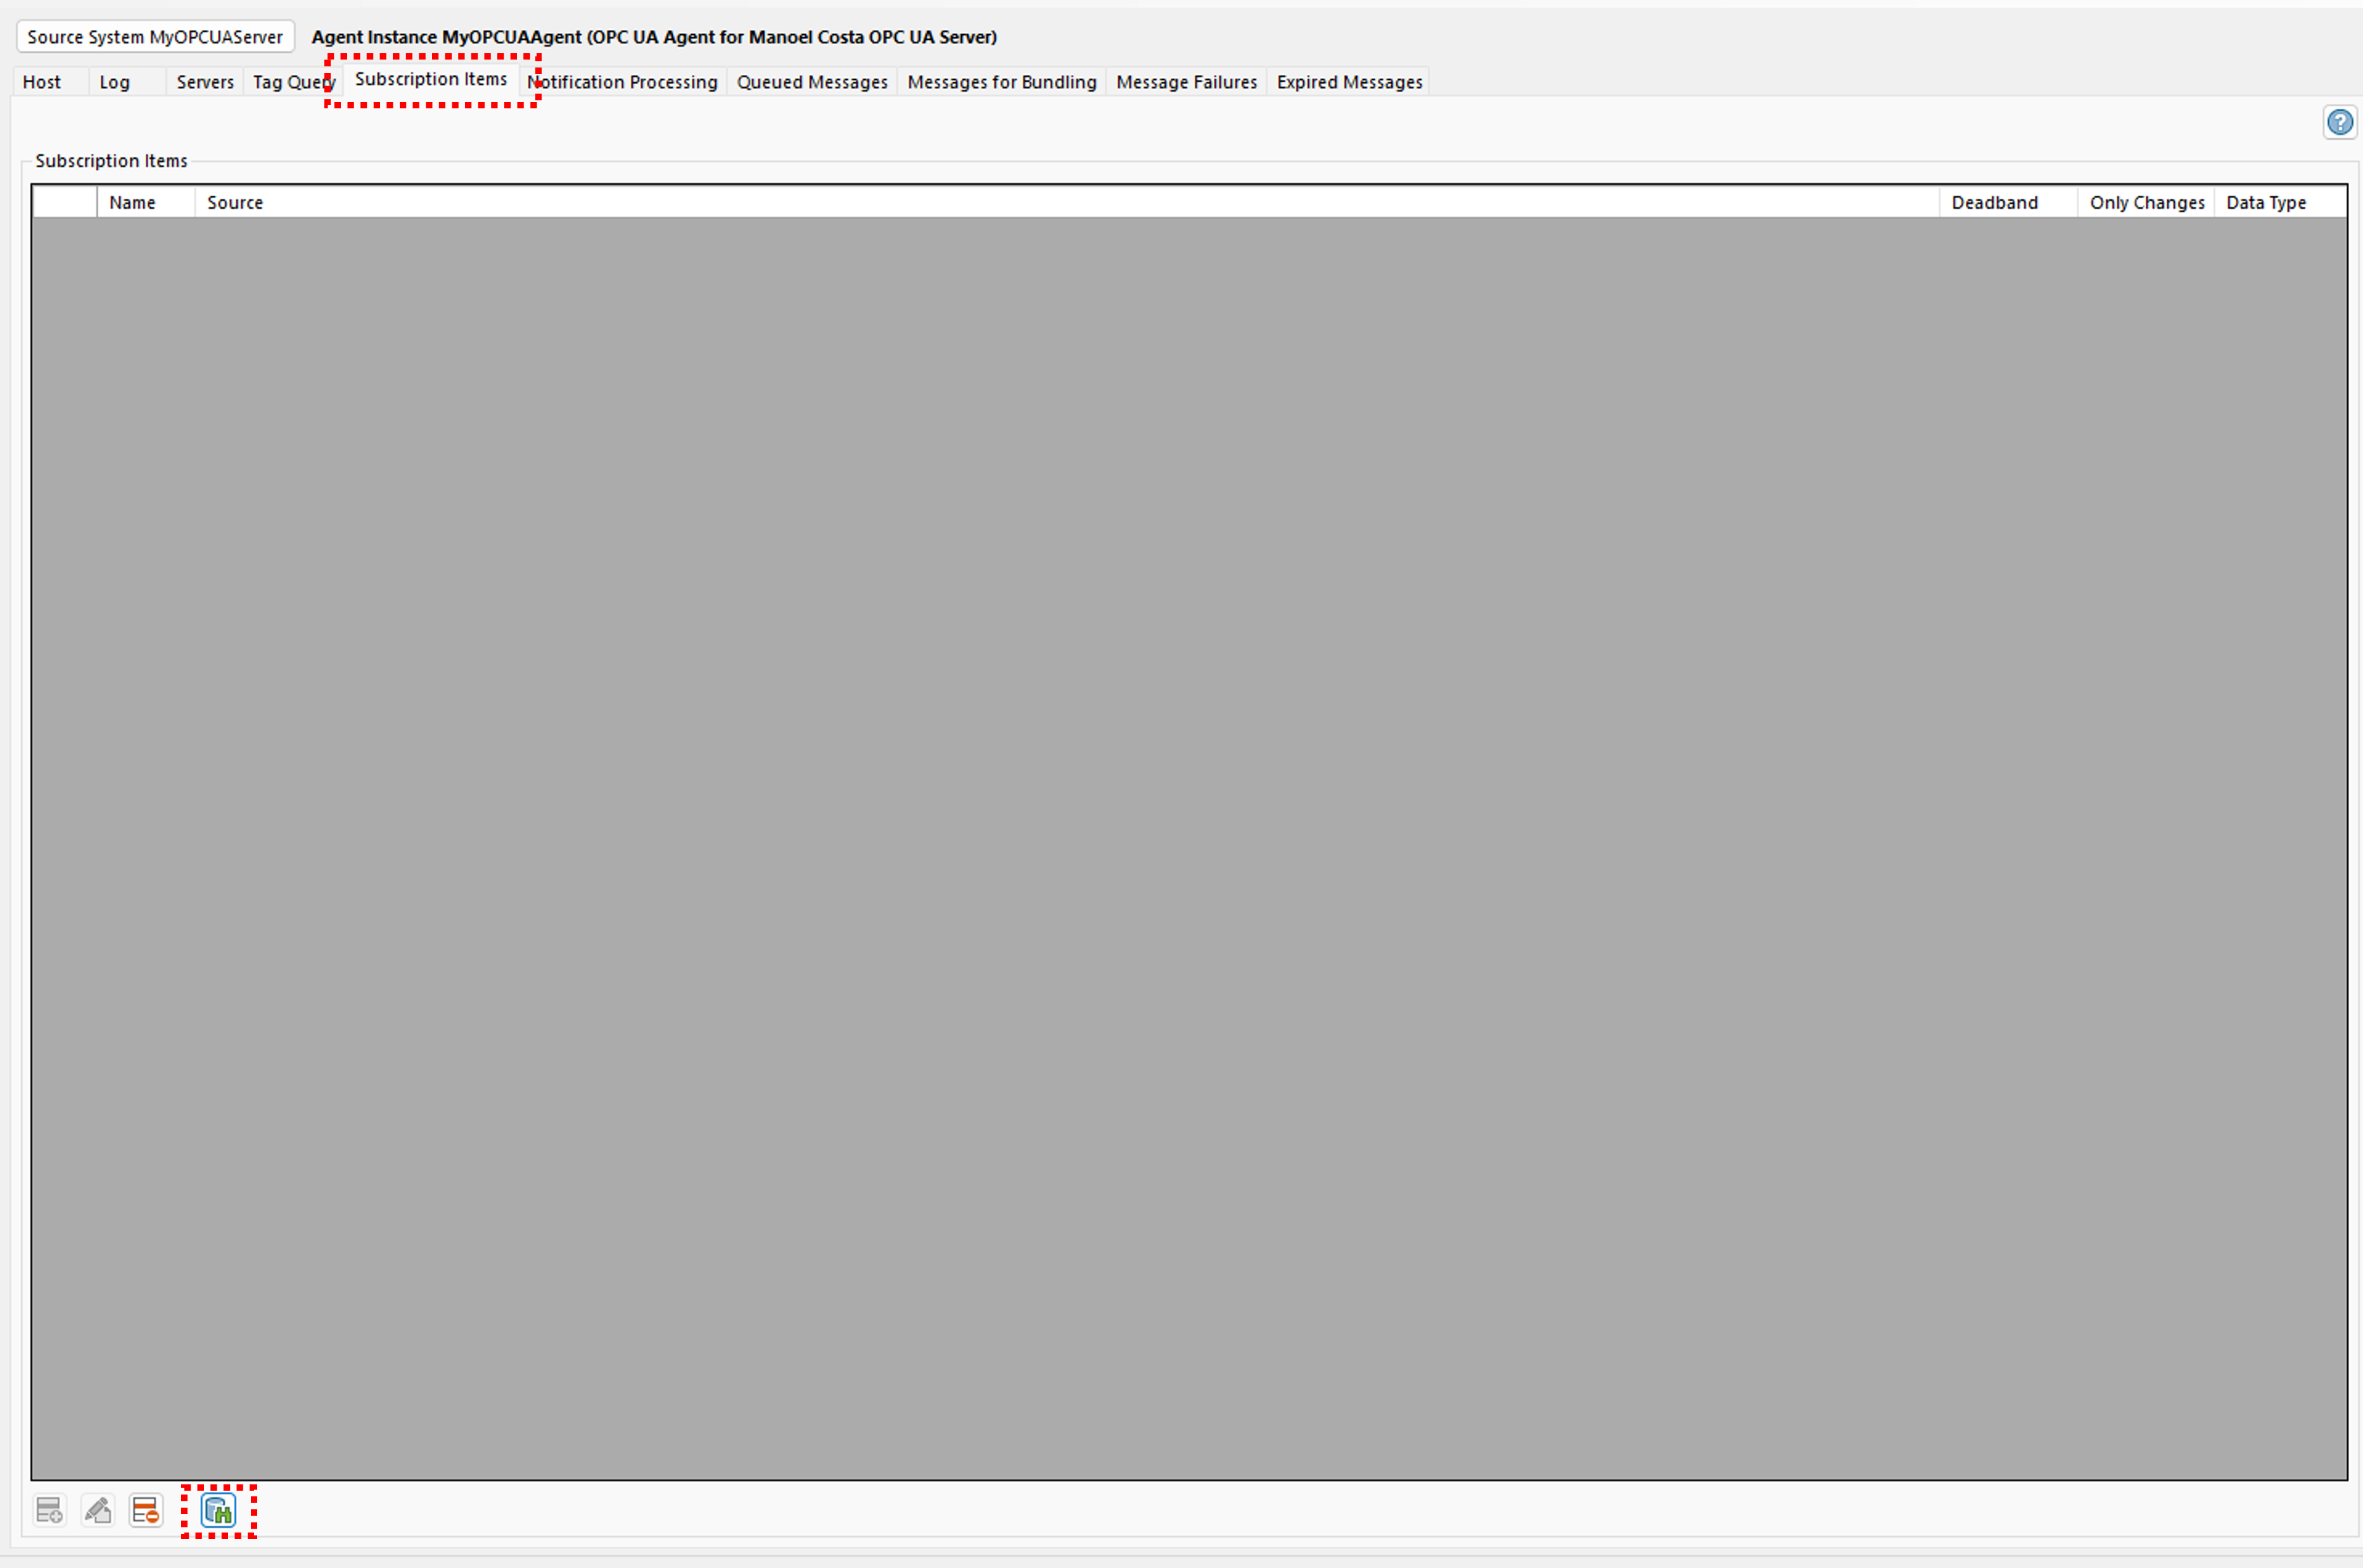 Source System MyOPCUAServer Agent Instance MyOPCUAAgent (OPC UA Agent for Manoel Costa OPC UA Server)
Host Log Servers Tag Query Subscription Items Notification Processing Queued Messages Messages for Bundling Message Failures Expired Messages
?
Subscription Items
Name Source Deadband Only Changes Data Type